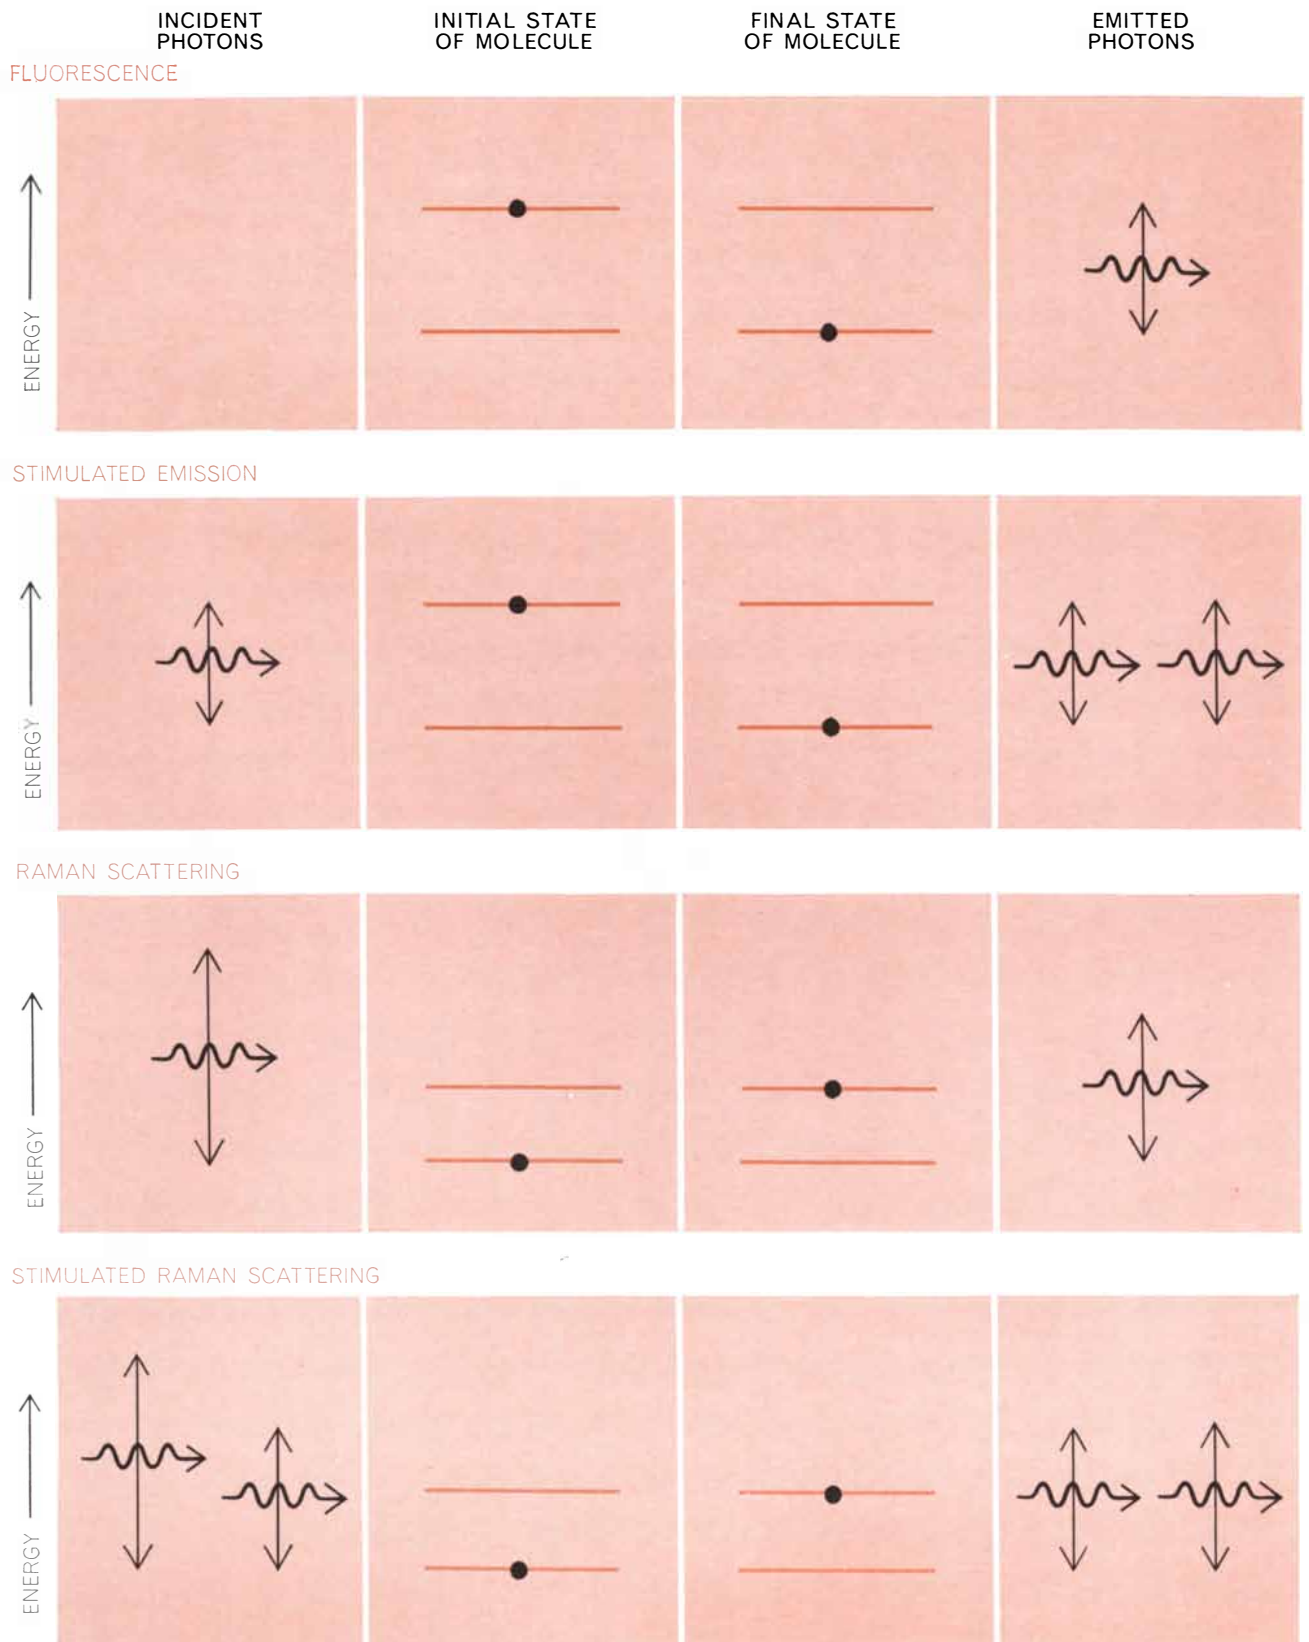 INCIDENT
PHOTONS
INITIAL STATE
OF MOLECULE
FINAL STATE
OF MOLECULE
EMITTED
PHOTONS
FLUORESCENCE
ENERGY
STIMULATED EMISSION
ENERGY
RAMAN SCATTERING
ENERGY
STIMULATED RAMAN SCATTERING
ENERGY